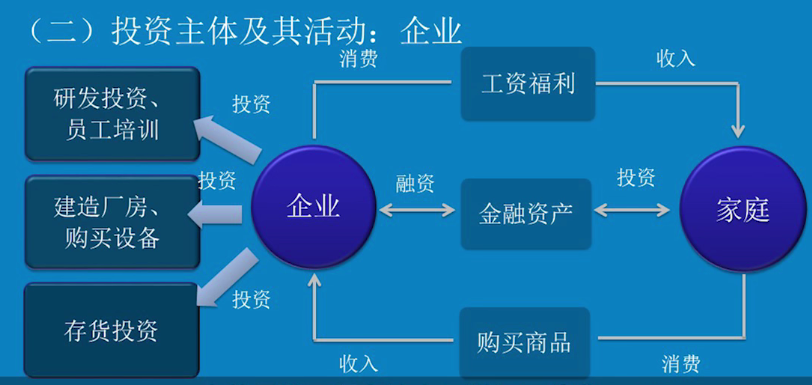 （二）投资主体及其活动：企业
消费
工资福利
收入
研发投资、
员工培训
投资
投资
建造厂房、
购买设备
企业
融资
金融资产
投资
家庭
存货投资
投资
收入
购买商品
消费